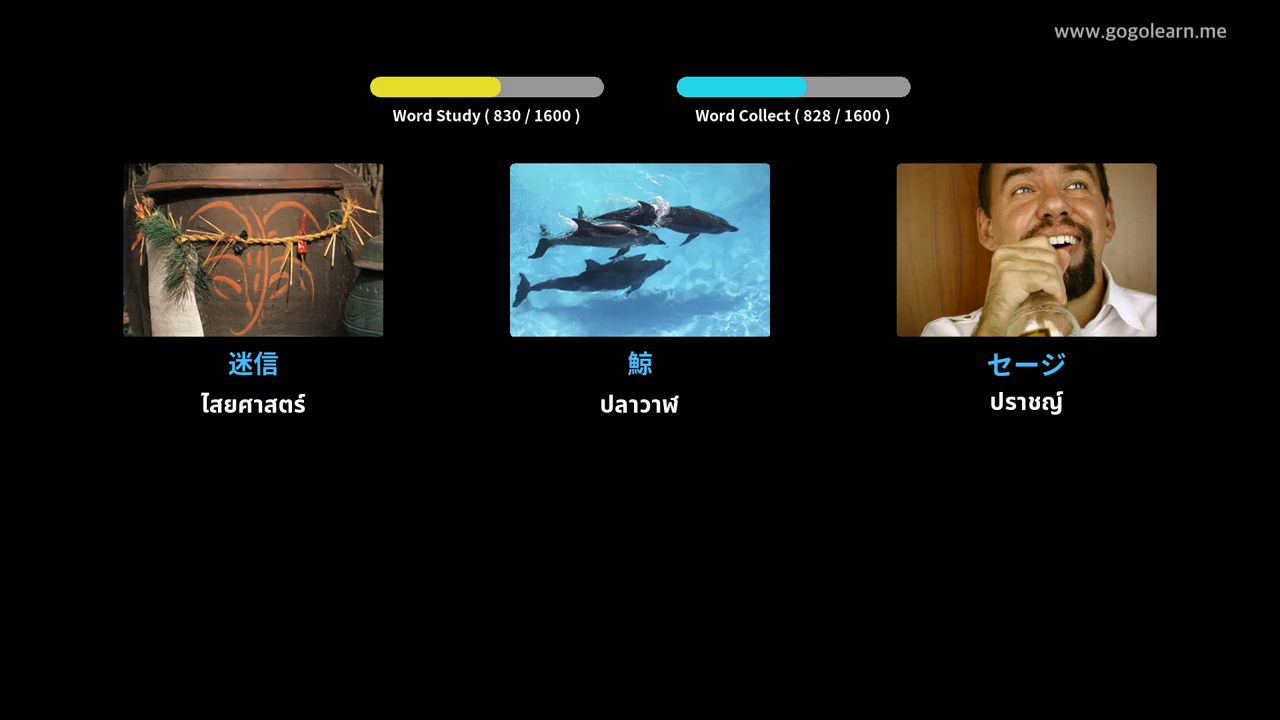 www.gogolearn.me
Word Study ( 830 / 1600 )
Word Collect ( 828 / 1600 )
迷信
鯨
セージ
ไสยศาสตร์
ปลาวาฬ
ปราชญ์